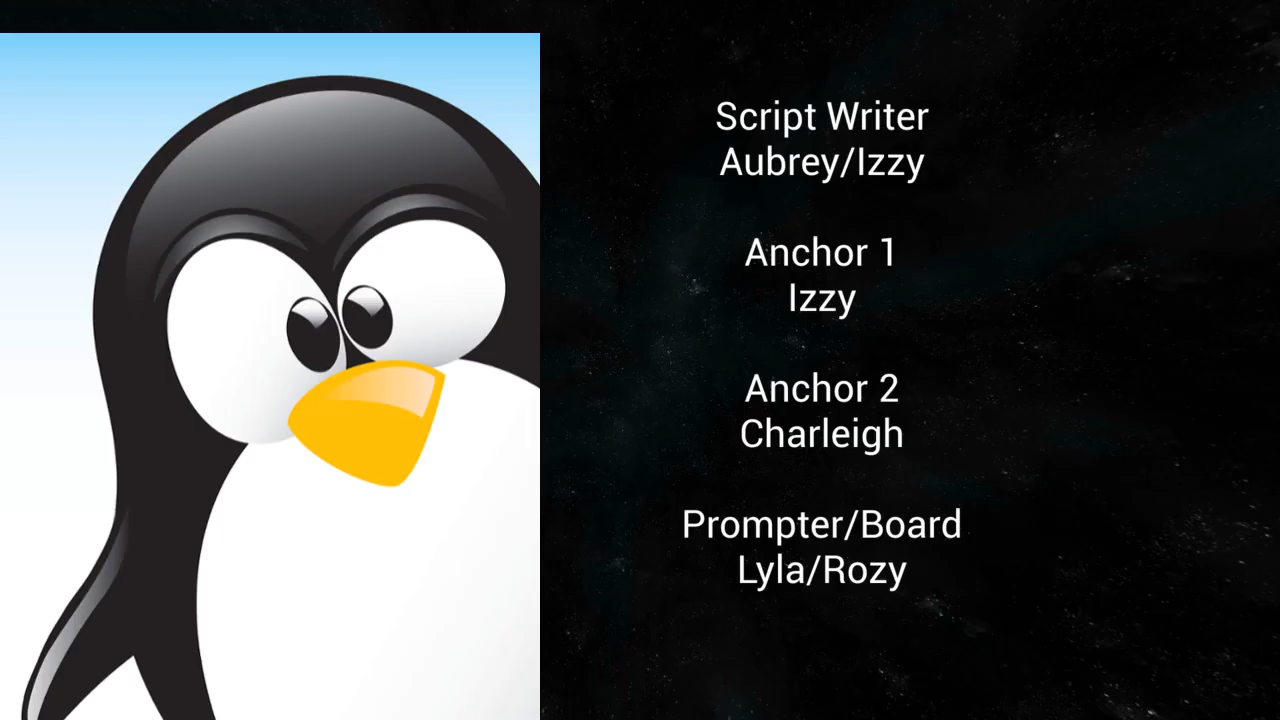 Script Writer
Aubrey/Izzy
Anchor 1
Izzy
Anchor 2
Charleigh
Prompter/Board
Lyla/Rozy